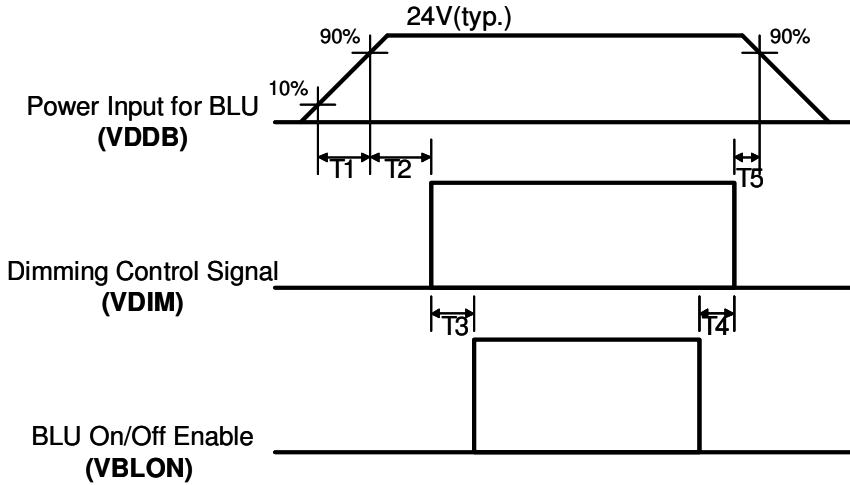 24V(typ.)
90%
90%
10%
Power Input for BLU
(VDDB)
T1
T2
T5
Dimming Control Signal
(VDIM)
T3
T4
BLU On/Off Enable
(VBLON)